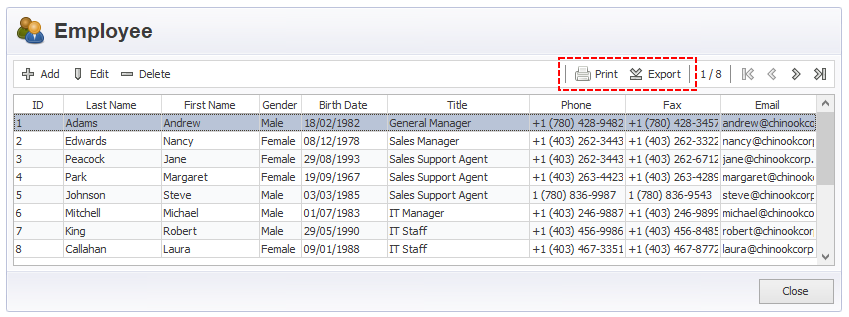 Employee
Add Edit Delete Print Export 1 / 8
ID Last Name First Name Gender Birth Date Title Phone Fax Email
1 Adams Andrew Male 18/02/1982 General Manager +1 (780) 428-9482 +1 (780) 428-3457 andrew@chinookco
2 Edwards Nancy Female 08/12/1978 Sales Manager +1 (403) 262-3443 +1 (403) 262-3322 nancy@chinookcorp
3 Peacock Jane Female 29/08/1993 Sales Support Agent +1 (403) 262-3443 +1 (403) 262-6712 jane@chinookcorp.
4 Park Margaret Female 19/09/1967 Sales Support Agent +1 (403) 263-4423 +1 (403) 263-4289 margaret@chinooko
5 Johnson Steve Male 03/03/1985 Sales Support Agent 1 (780) 836-9987 1 (780) 836-9543 steve@chinookcorp
6 Mitchell Michael Male 01/07/1983 IT Manager +1 (403) 246-9887 +1 (403) 246-9899 michael@chinookco
7 King Robert Male 29/05/1990 IT Staff +1 (403) 456-9986 +1 (403) 456-8485 robert@chinookcor
8 Callahan Laura Female 09/01/1988 IT Staff +1 (403) 467-3351 +1 (403) 467-8772 laura@chinookcorp
Close